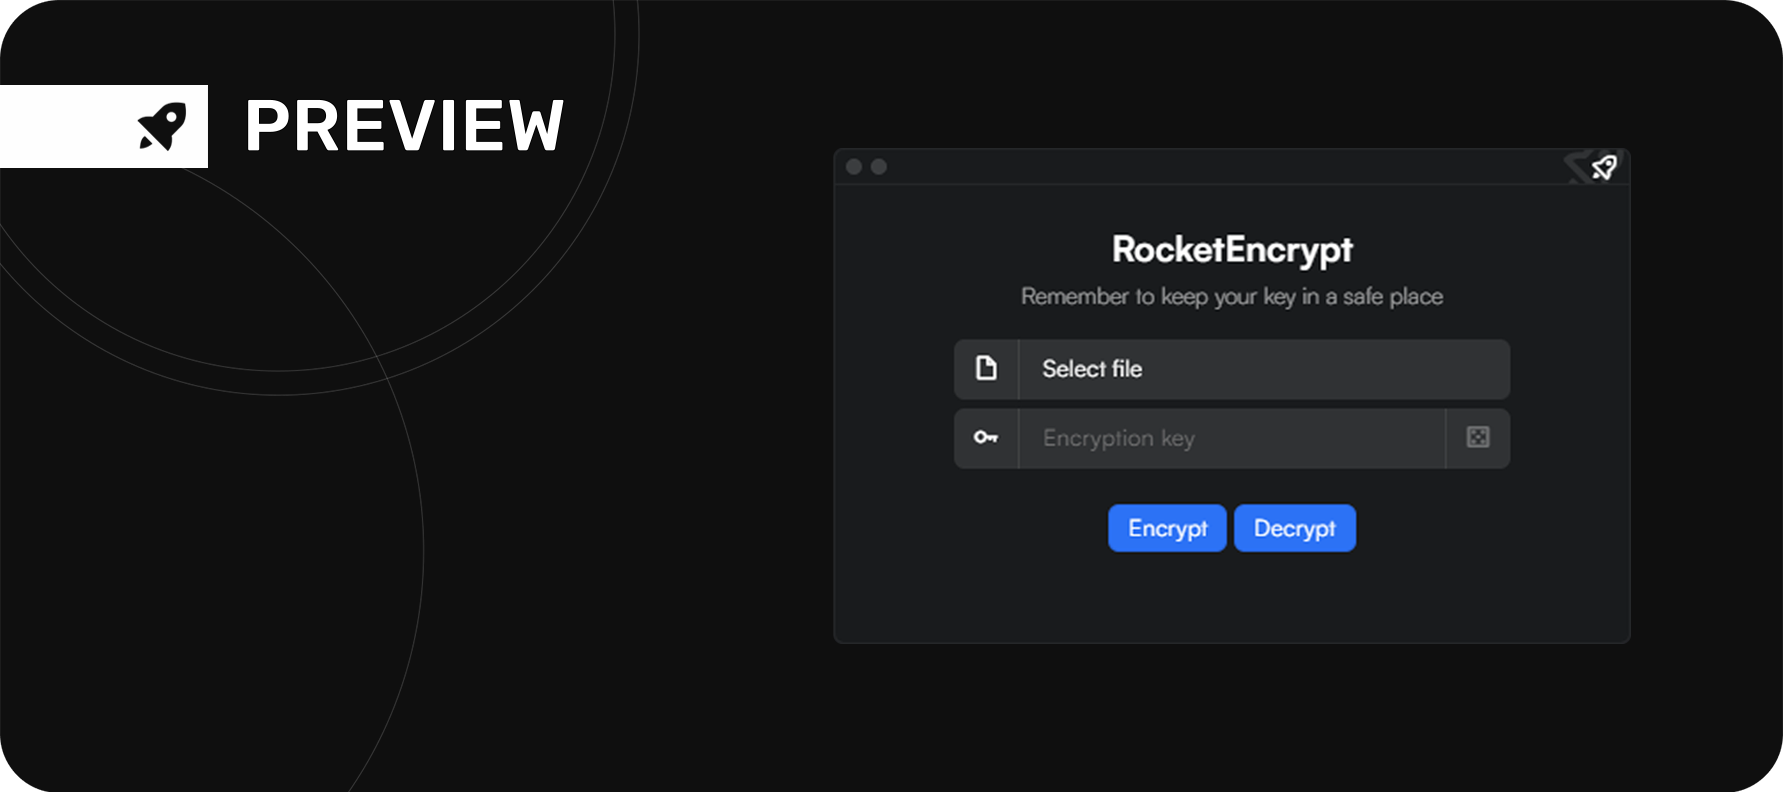 PREVIEW
RocketEncrypt
Remember to keep your key in a safe place
Select file
Encryption key
Encrypt Decrypt